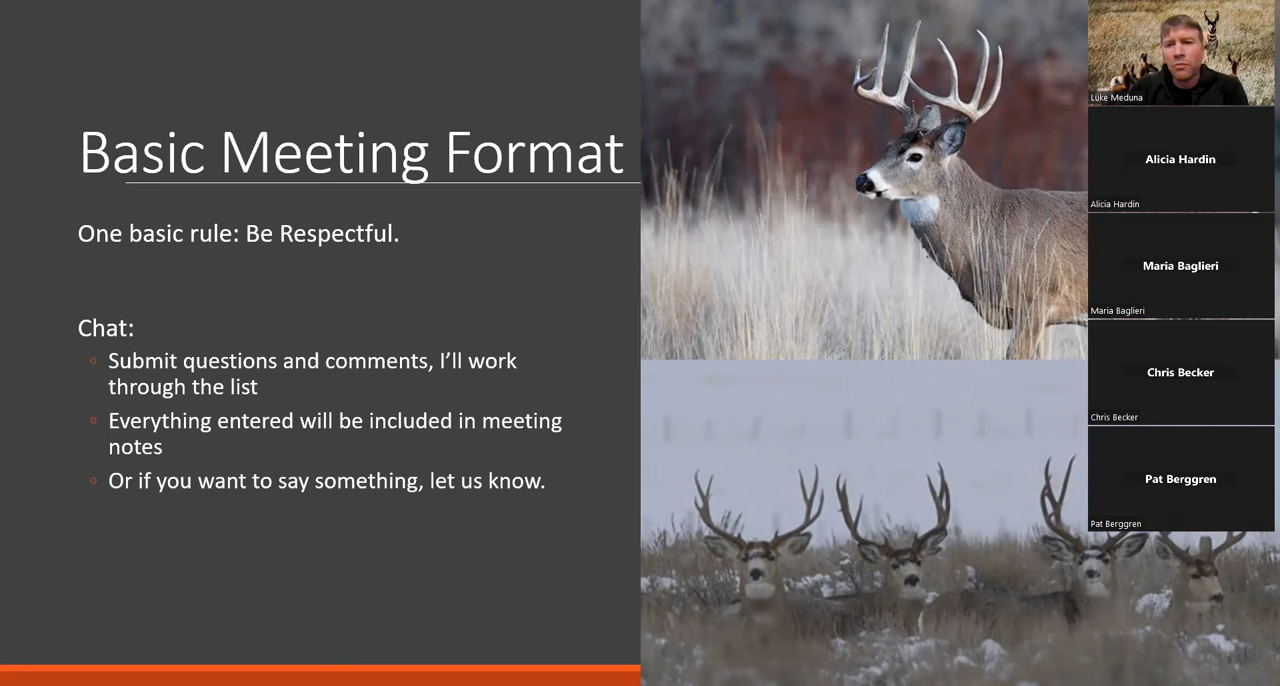 Basic Meeting Format
One basic rule: Be Respectful.
Chat:
Submit questions and comments, I’ll work
through the list
Everything entered will be included in meeting
notes
Or if you want to say something, let us know.
Luke Meduna
Alicia Hardin
Alicia Hardin
Maria Baglieri
Maria Baglieri
Chris Becker
Chris Becker
Pat Berggren
Pat Berggren